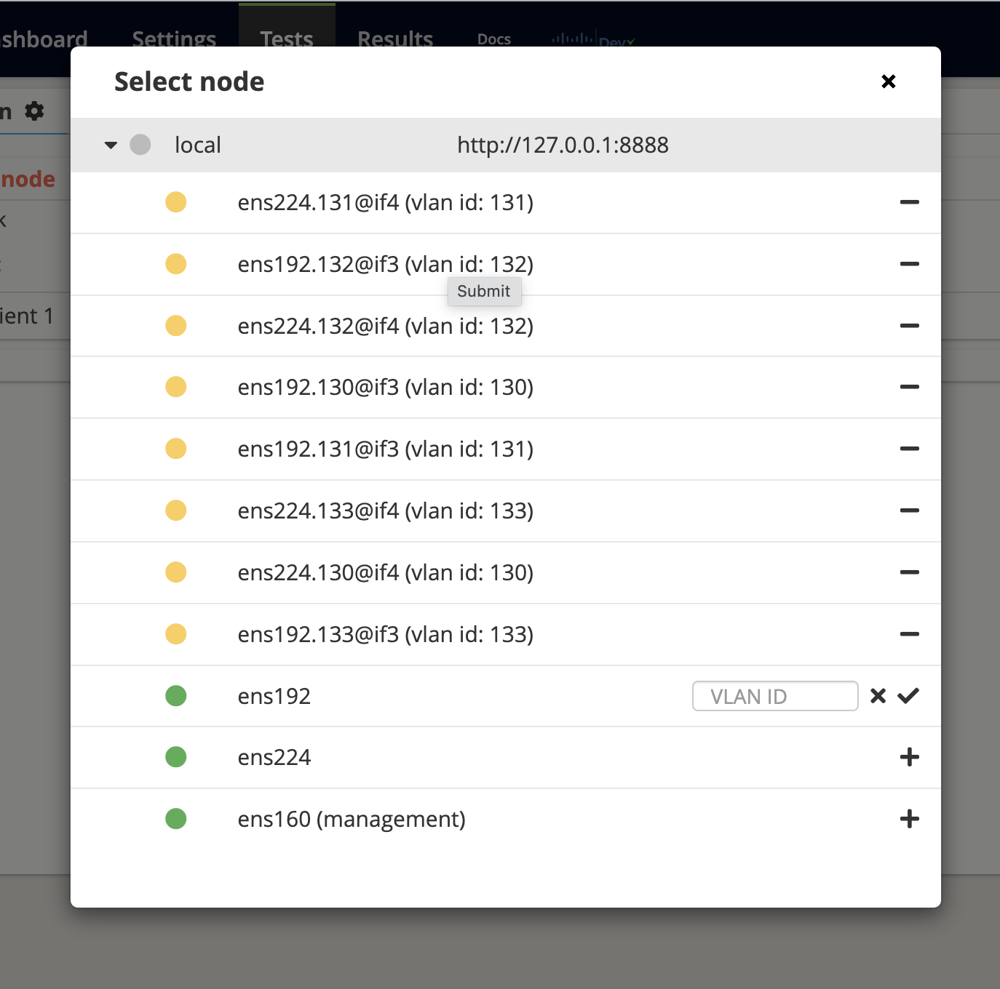 shboard Settings Tests Results Docs Dev
Select node
n
local http://127.0.0.1:8888
node
ens224.131@if4 (vlan id: 131)
k
ens192.132@if3 (vlan id: 132)
Submit
ient 1
ens224.132@if4 (vlan id: 132)
ens192.130@if3 (vlan id: 130)
ens192.131@if3 (vlan id: 131)
ens224.133@if4 (vlan id: 133)
ens224.130@if4 (vlan id: 130)
ens192.133@if3 (vlan id: 133)
ens192 VLAN ID
ens224
ens160 (management)